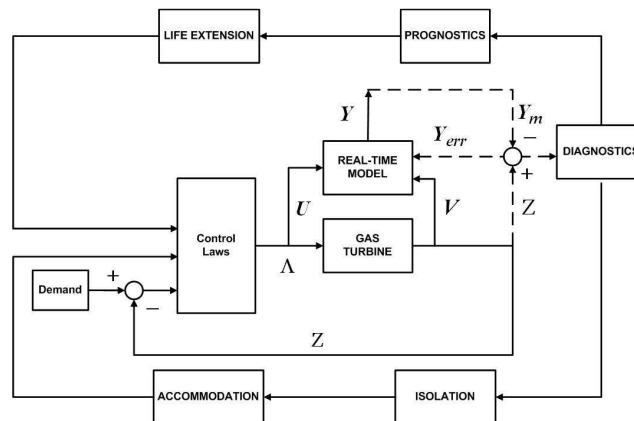 LIFE EXTENSION
PROGNOSTICS
Y
Y_m
−
Y_err
REAL-TIME
MODEL
+
DIAGNOSTICS
Z
U
V
Control
Laws
GAS
TURBINE
Λ
Demand
+
−
Z
ACCOMMODATION
ISOLATION